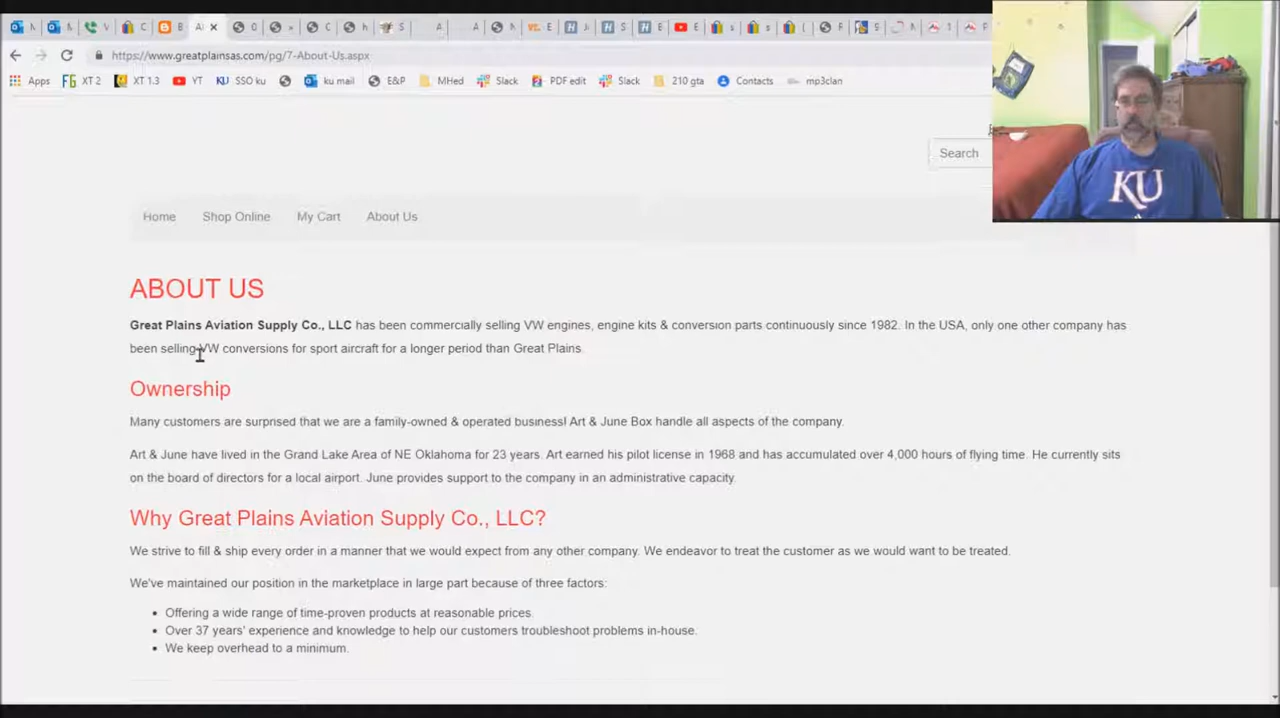 https://www.greatplainsas.com/pg/7-About-Us.aspx
Apps XT 2 XT 1.3 YT SSO ku ku mail E&P MHed Slack PDF edit Slack 210 gta Contacts mp3clan
Search
KU
Home Shop Online My Cart About Us
ABOUT US
Great Plains Aviation Supply Co., LLC has been commercially selling VW engines, engine kits & conversion parts continuously since 1982. In the USA, only one other company has
been selling VW conversions for sport aircraft for a longer period than Great Plains.
Ownership
Many customers are surprised that we are a family-owned & operated business! Art & June Box handle all aspects of the company.
Art & June have lived in the Grand Lake Area of NE Oklahoma for 23 years. Art earned his pilot license in 1968 and has accumulated over 4,000 hours of flying time. He currently sits
on the board of directors for a local airport. June provides support to the company in an administrative capacity.
Why Great Plains Aviation Supply Co., LLC?
We strive to fill & ship every order in a manner that we would expect from any other company. We endeavor to treat the customer as we would want to be treated.
We've maintained our position in the marketplace in large part because of three factors:
• Offering a wide range of time-proven products at reasonable prices.
• Over 37 years' experience and knowledge to help our customers troubleshoot problems in-house.
• We keep overhead to a minimum.